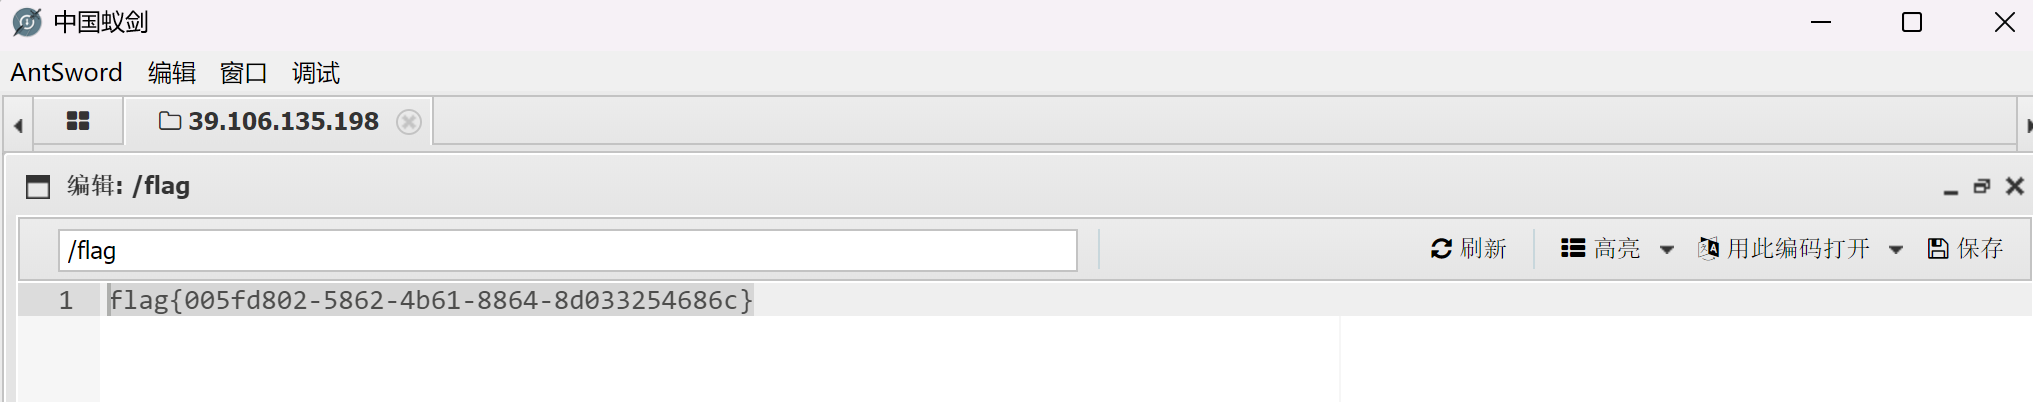 中国蚁剑
AntSword 编辑 窗口 调试
39.106.135.198
编辑: /flag
/flag 刷新 高亮 用此编码打开 保存
1 flag{005fd802-5862-4b61-8864-8d033254686c}